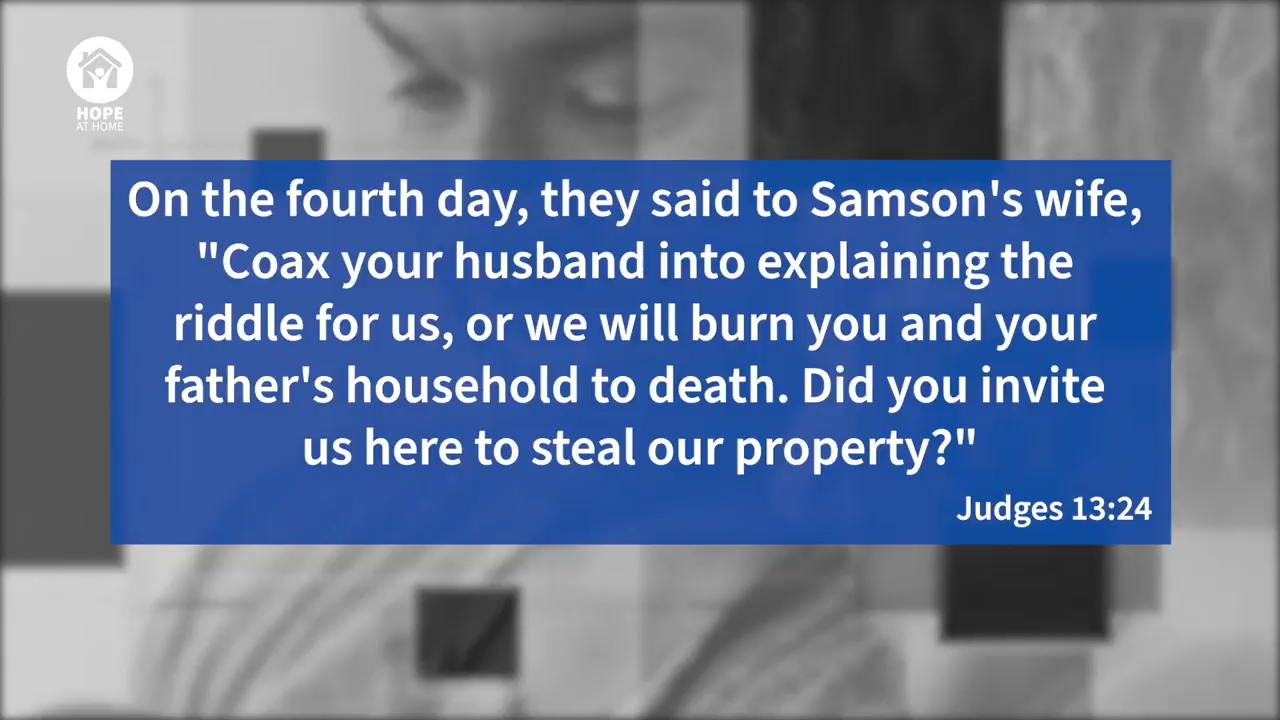 HOPE
AT HOME
On the fourth day, they said to Samson's wife,
"Coax your husband into explaining the
riddle for us, or we will burn you and your
father's household to death. Did you invite
us here to steal our property?"
Judges 13:24